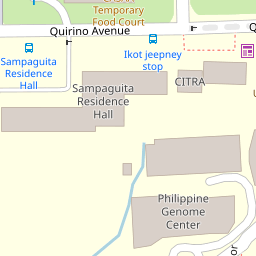 Temporary
Food Court
Quirino Avenue
Ikot jeepney
stop
Sampaguita
Residence
Hall
CITRA
Sampaguita
Residence
Hall
Philippine
Genome
Center